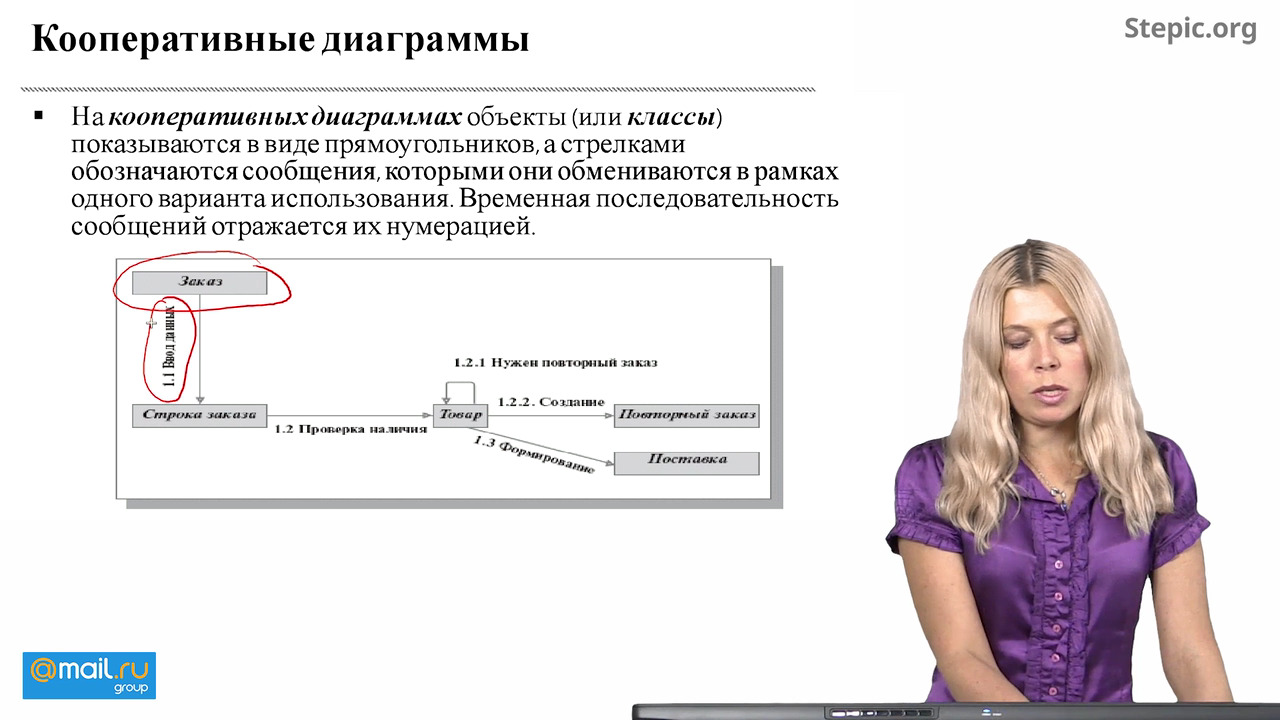 Кооперативные диаграммы
Stepic.org
На кооперативных диаграммах объекты (или классы)
показываются в виде прямоугольников, а стрелками
обозначаются сообщения, которыми они обмениваются в рамках
одного варианта использования. Временная последовательность
сообщений отражается их нумерацией.
Заказ
1.1 Ввод данных
1.2.1 Нужен повторный заказ
1.2.2. Создание
Строка заказа
Товар
Повторный заказ
1.2 Проверка наличия
1.3 Формирование
Поставка
@mail.ru
group